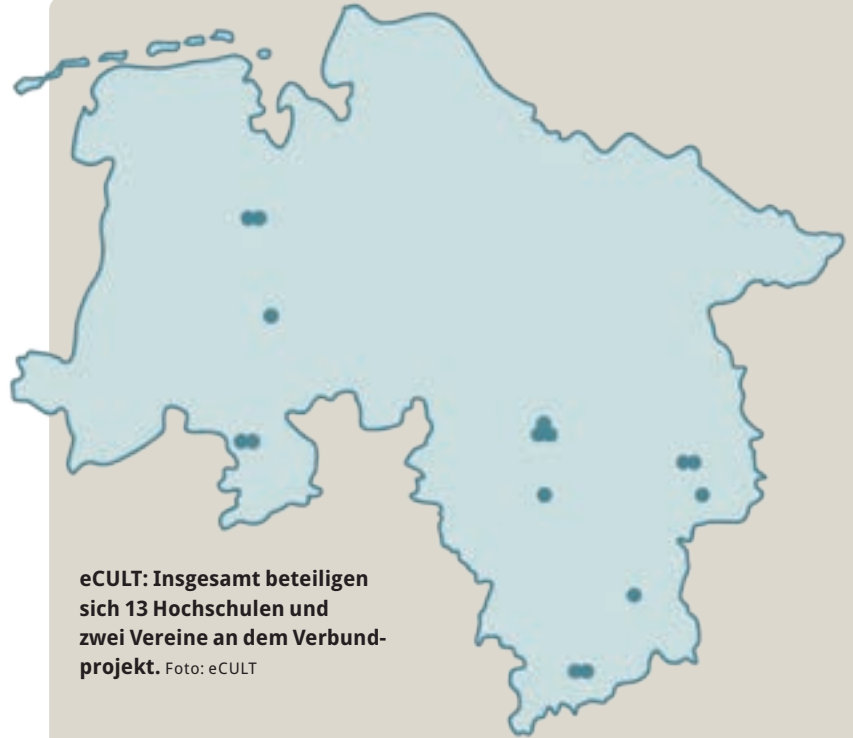 eCULT: Insgesamt beteiligen
sich 13 Hochschulen und
zwei Vereine an dem Verbund-
projekt. Foto: eCULT